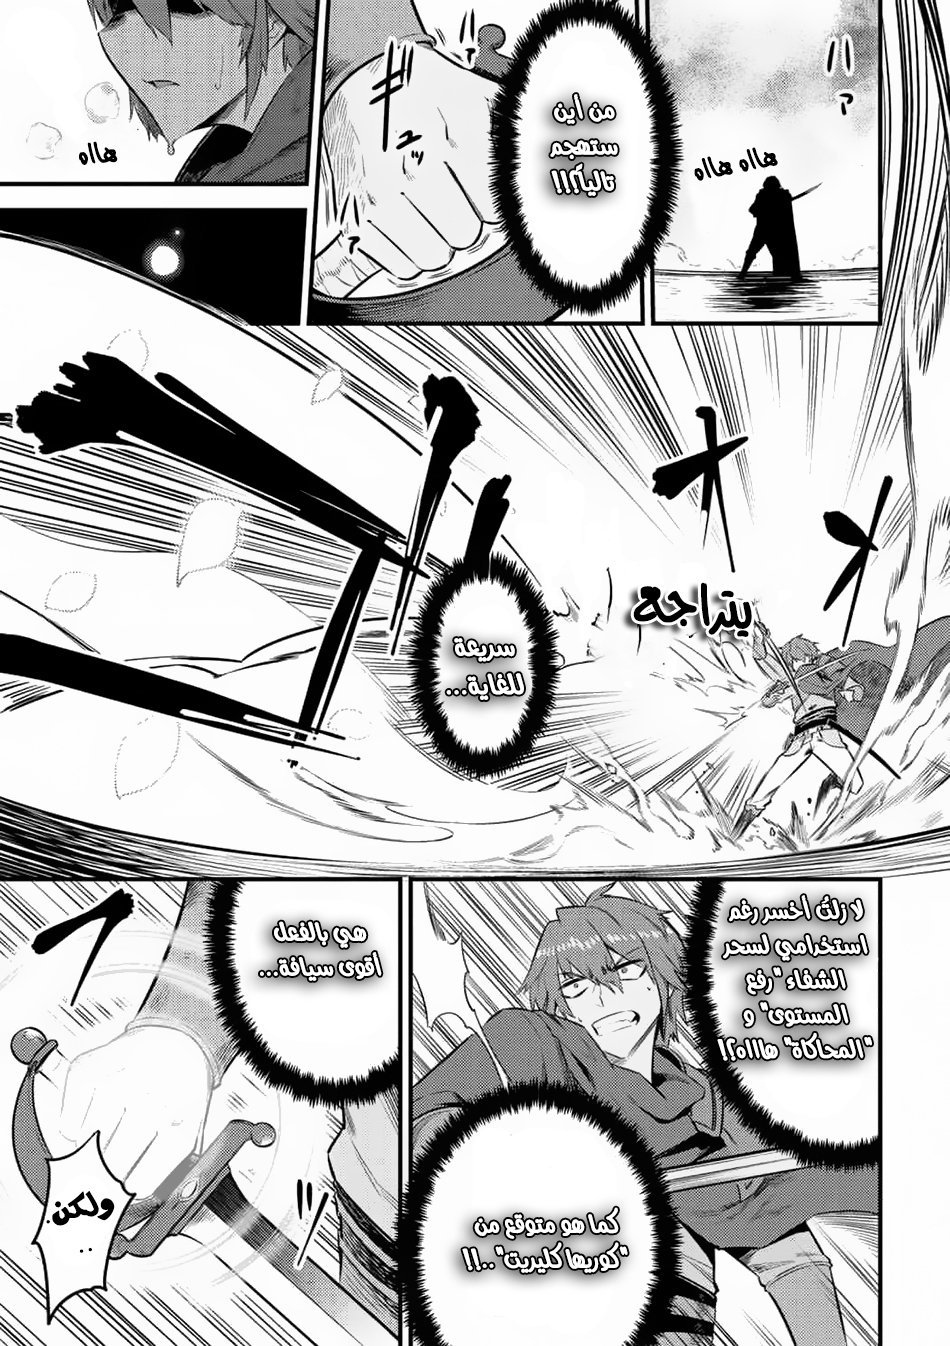 هااه هااه
من أين
ستهجم
تالياً؟!!
هااه
يتراجع
سريعة
للغاية...
لا زلتُ أخسر رغم
استخدامي لسحر
الشفاء "رفع
المستوى" و
"المحاكاة" هاااه؟!
كما هو متوقع من
"كوريها كليريت"..!!
هي بالفعل
أقوى سيافة...
ولكن
..